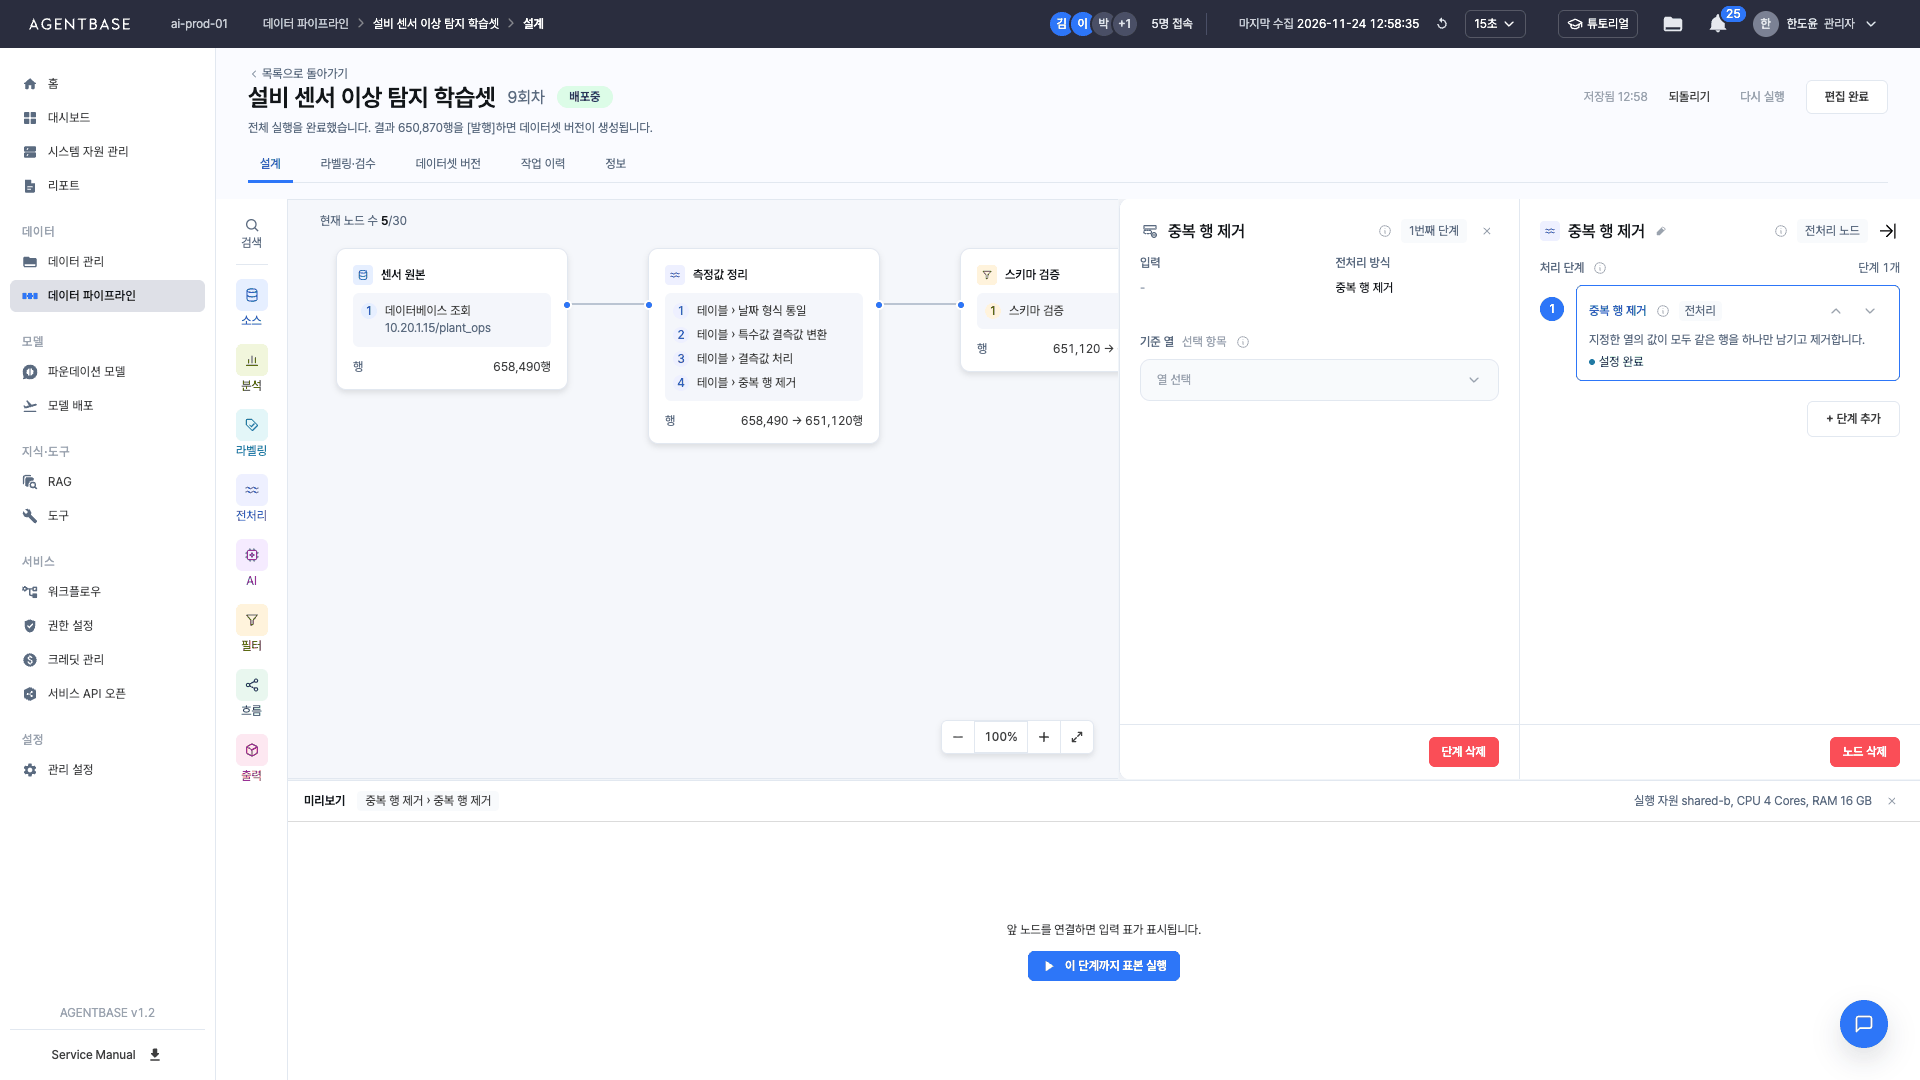 AGENTBASE
ai-prod-01
데이터 파이프라인
설비 센서 이상 탐지 학습셋
설계
김
이
박
+1
5명 접속
마지막 수집 2026-11-24 12:58:35
15초
튜토리얼
25
한
한도윤 관리자
홈
대시보드
시스템 자원 관리
리포트
데이터
데이터 관리
데이터 파이프라인
모델
파운데이션 모델
모델 배포
지식·도구
RAG
도구
서비스
워크플로우
권한 설정
크레딧 관리
서비스 API 오픈
설정
관리 설정
AGENTBASE v1.2
Service Manual
목록으로 돌아가기
설비 센서 이상 탐지 학습셋 9회차 배포중
전체 실행을 완료했습니다. 결과 650,870행을 [발행]하면 데이터셋 버전이 생성됩니다.
저장됨 12:58
되돌리기
다시 실행
편집 완료
설계
라벨링·검수
데이터셋 버전
작업 이력
정보
검색
소스
분석
라벨링
전처리
AI
필터
흐름
출력
현재 노드 수 5/30
센서 원본
1 데이터베이스 조회
10.20.1.15/plant_ops
행 658,490행
측정값 정리
1 테이블 › 날짜 형식 통일
2 테이블 › 특수값 결측값 변환
3 테이블 › 결측값 처리
4 테이블 › 중복 행 제거
행 658,490 → 651,120행
스키마 검증
1 스키마 검증
행 651,120 →
100%
중복 행 제거
1번째 단계
입력
-
전처리 방식
중복 행 제거
기준 열 선택 항목
열 선택
단계 삭제
중복 행 제거
전처리 노드
처리 단계
단계 1개
1
중복 행 제거 전처리
지정한 열의 값이 모두 같은 행을 하나만 남기고 제거합니다.
설정 완료
+ 단계 추가
노드 삭제
미리보기
중복 행 제거 › 중복 행 제거
실행 자원 shared-b, CPU 4 Cores, RAM 16 GB
앞 노드를 연결하면 입력 표가 표시됩니다.
이 단계까지 표본 실행